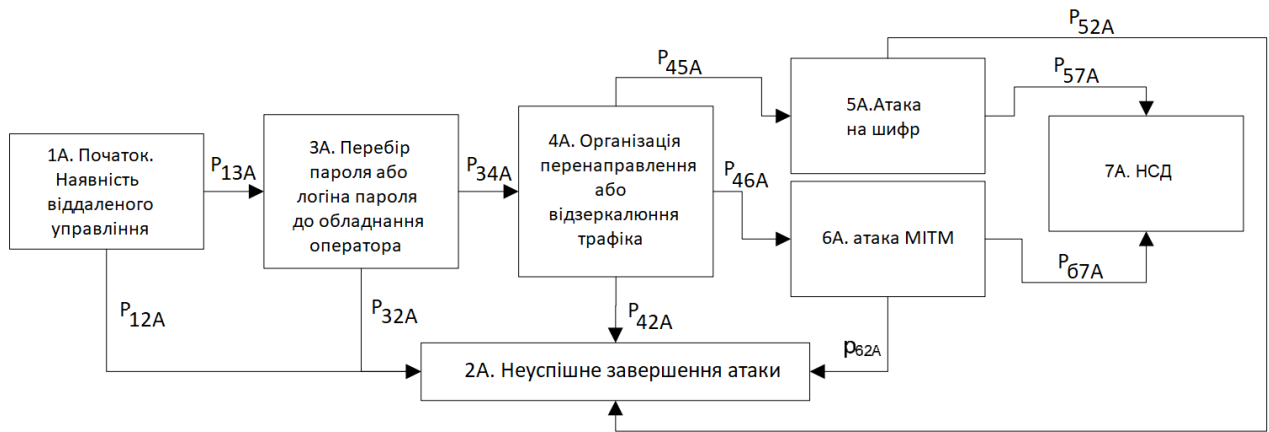 P52A
P45A
P57A
5А.Атака
на шифр
1А. Початок.
Наявність
віддаленого
управління
P13A
3А. Перебір
пароля або
логіна пароля
до обладнання
оператора
P34A
4А. Організація
перенаправлення
або
відзеркалюння
трафіка
P46A
7А. НСД
6А. атака МІТМ
Pб7A
P12A
P32A
P42A
p62A
2А. Неуспішне завершення атаки